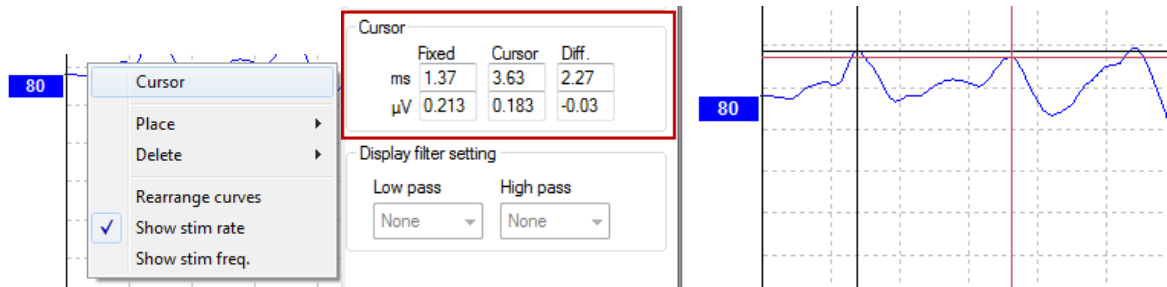 80
Cursor
Place
Delete
Rearrange curves
Show stim rate
Show stim freq.
Cursor
Fixed Cursor Diff.
ms 1.37 3.63 2.27
µV 0.213 0.183 -0.03
Display filter setting
Low pass High pass
None None
80